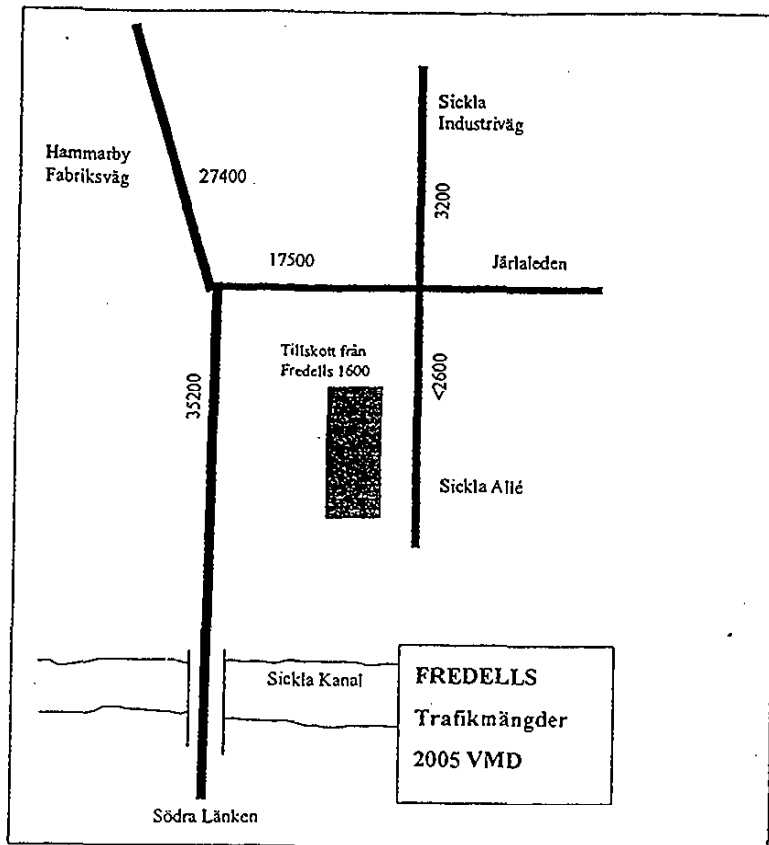 Sickla
Industriväg
Hammarby
Fabriksväg
27400
3200
17500
Järlaleden
Tillskott från
Fredells 1600
35200
<2600
Sickla Allé
Sickla Kanal
FREDELLS
Trafikmängder
2005 VMD
Södra Länken